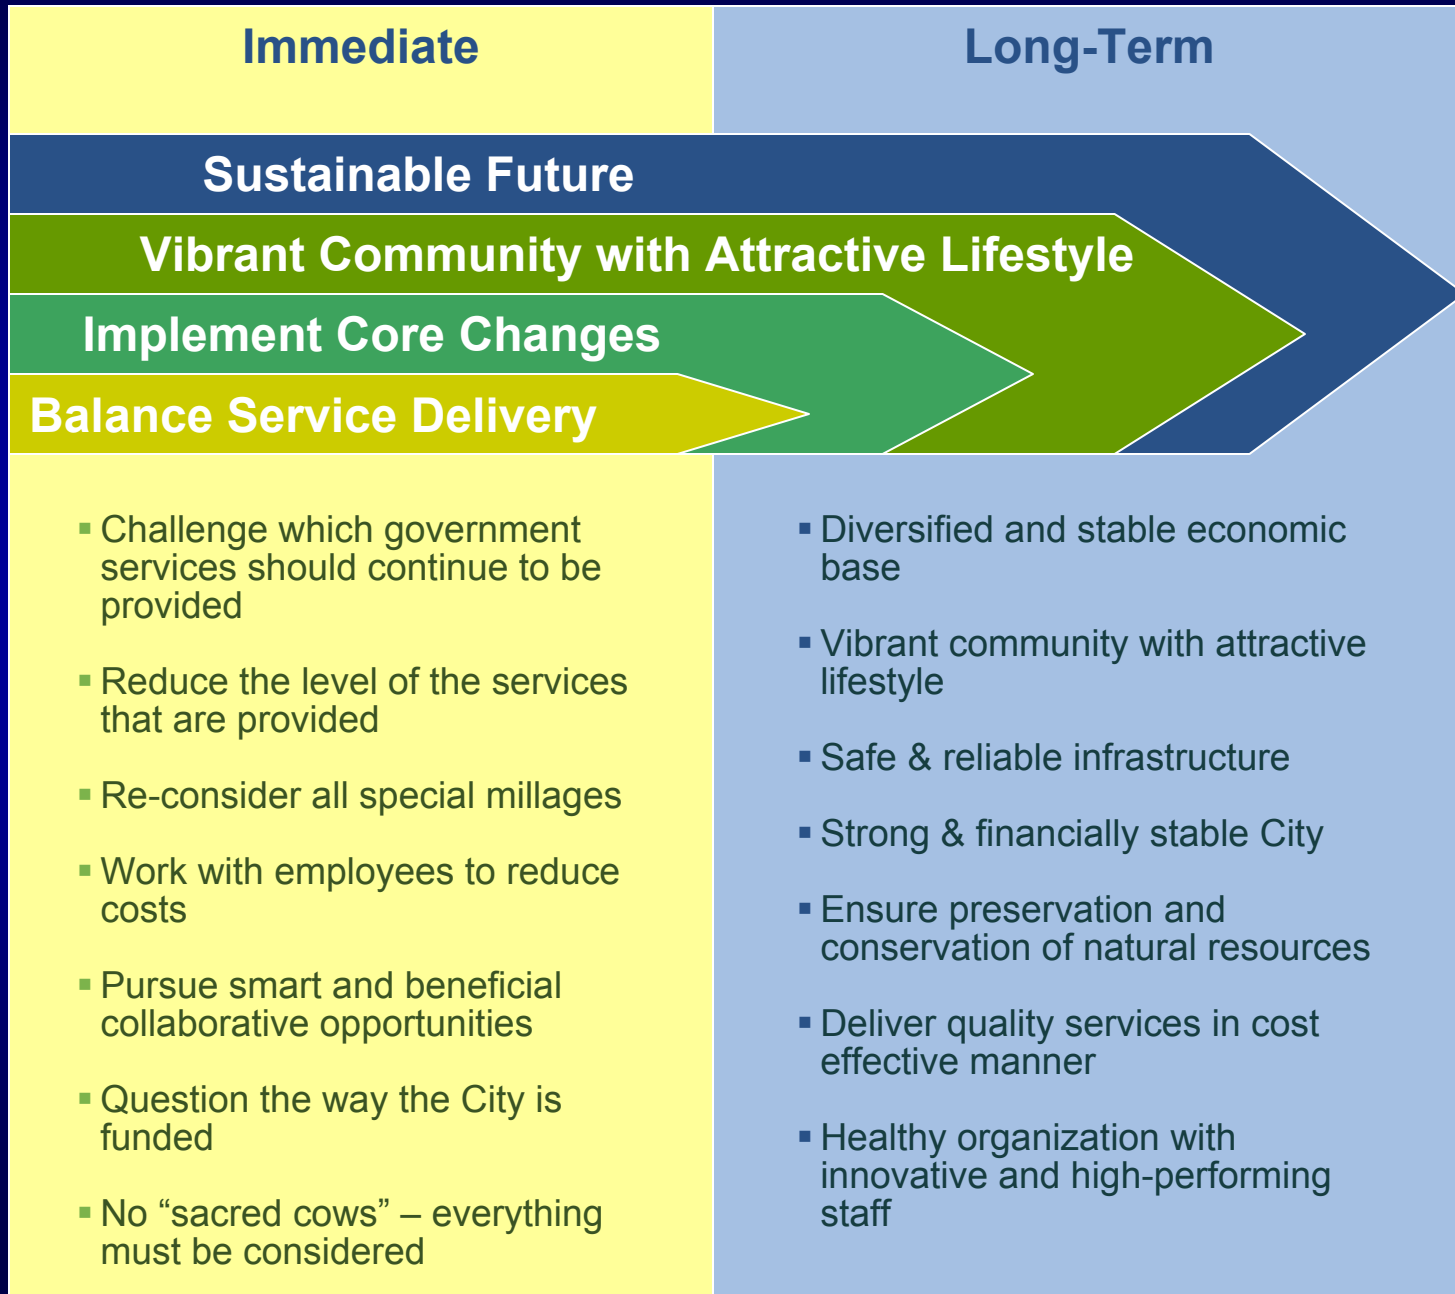 Immediate
Long-Term
Sustainable Future
Vibrant Community with Attractive Lifestyle
Implement Core Changes
Balance Service Delivery
▪ Challenge which government
services should continue to be
provided
▪ Reduce the level of the services
that are provided
▪ Re-consider all special millages
▪ Work with employees to reduce
costs
▪ Pursue smart and beneficial
collaborative opportunities
▪ Question the way the City is
funded
▪ No “sacred cows” – everything
must be considered
▪ Diversified and stable economic
base
▪ Vibrant community with attractive
lifestyle
▪ Safe & reliable infrastructure
▪ Strong & financially stable City
▪ Ensure preservation and
conservation of natural resources
▪ Deliver quality services in cost
effective manner
▪ Healthy organization with
innovative and high-performing
staff